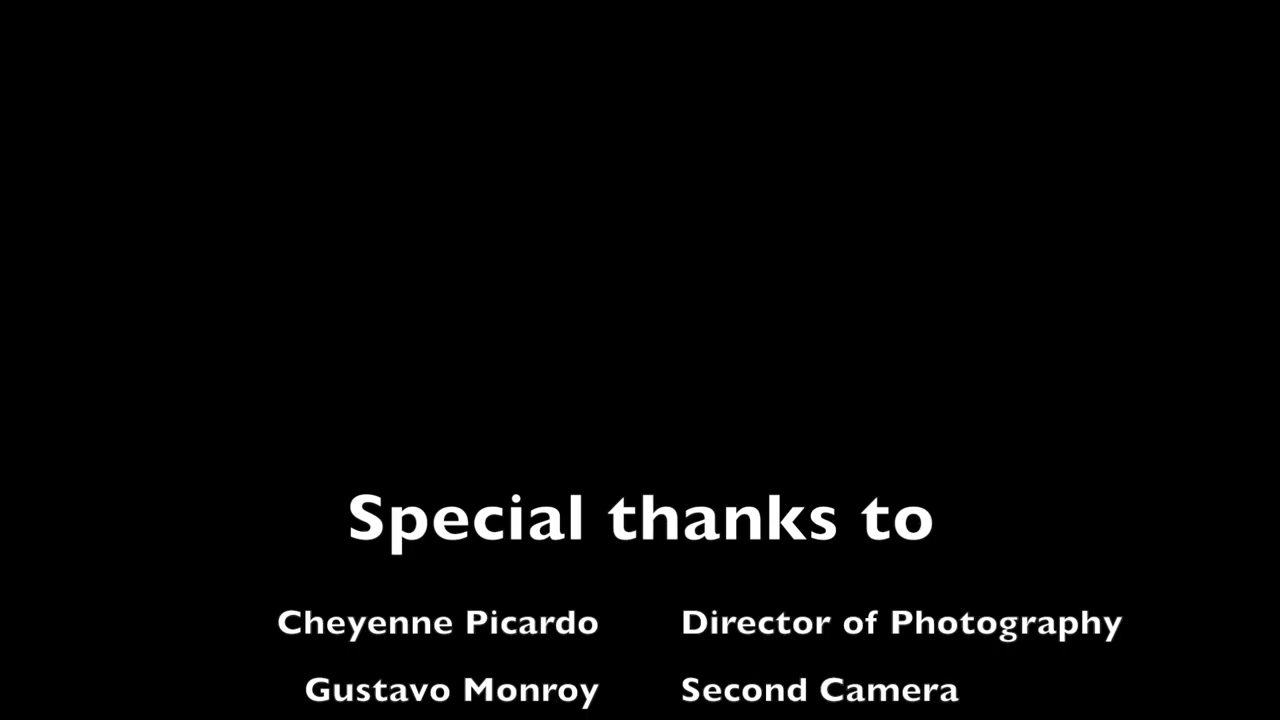 Special thanks to
Cheyenne Picardo Director of Photography
Gustavo Monroy Second Camera